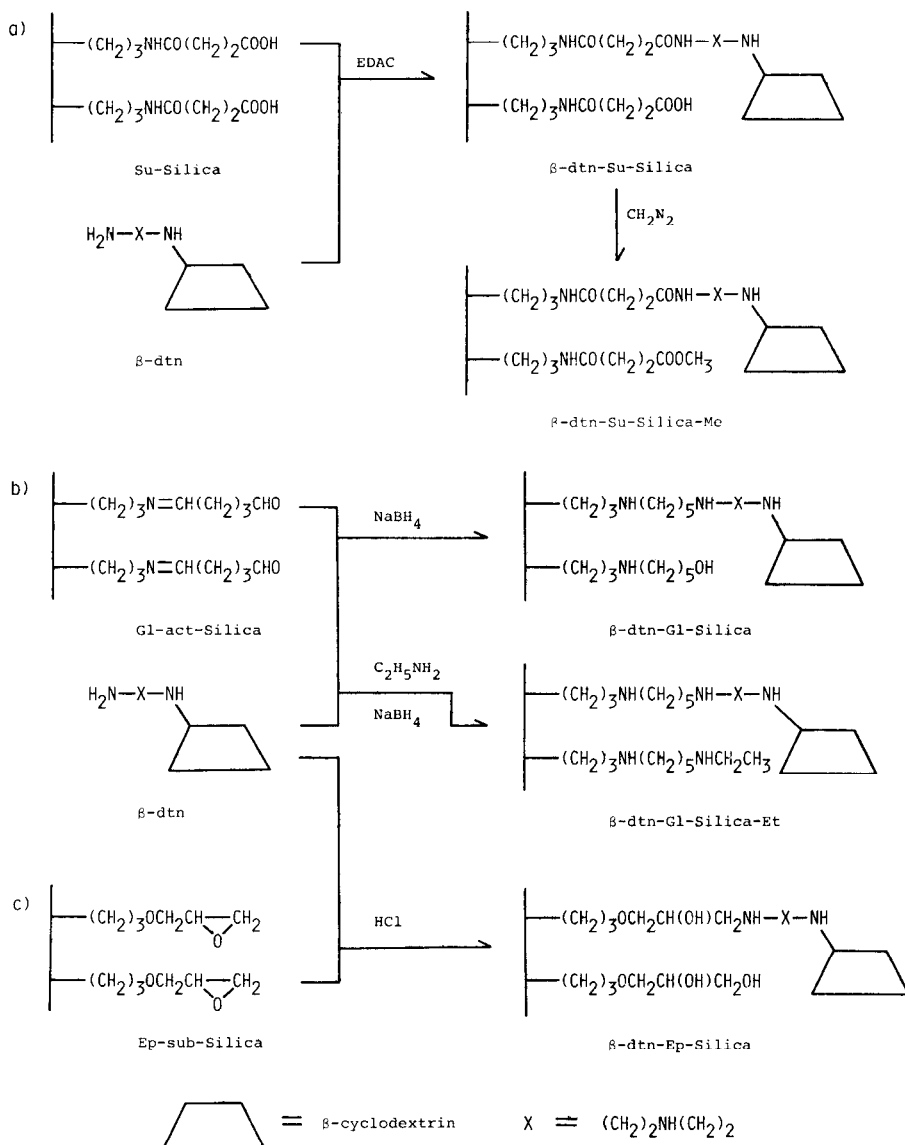 a)
—(CH2)3NHCO(CH2)2COOH
—(CH2)3NHCO(CH2)2COOH
Su-Silica
H2N—X—NH
β-dtn
EDAC
—(CH2)3NHCO(CH2)2CONH—X—NH
—(CH2)3NHCO(CH2)2COOH
β-dtn-Su-Silica
CH2N2
—(CH2)3NHCO(CH2)2CONH—X—NH
—(CH2)3NHCO(CH2)2COOCH3
β-dtn-Su-Silica-Me
b)
—(CH2)3N=CH(CH2)3CHO
—(CH2)3N=CH(CH2)3CHO
Gl-act-Silica
H2N—X—NH
β-dtn
NaBH4
—(CH2)3NH(CH2)5NH—X—NH
—(CH2)3NH(CH2)5OH
β-dtn-Gl-Silica
C2H5NH2
NaBH4
—(CH2)3NH(CH2)5NH—X—NH
—(CH2)3NH(CH2)5NHCH2CH3
β-dtn-Gl-Silica-Et
c)
—(CH2)3OCH2CH—CH2
O
—(CH2)3OCH2CH—CH2
O
Ep-sub-Silica
HCl
—(CH2)3OCH2CH(OH)CH2NH—X—NH
—(CH2)3OCH2CH(OH)CH2OH
β-dtn-Ep-Silica
= β-cyclodextrin
X = (CH2)2NH(CH2)2